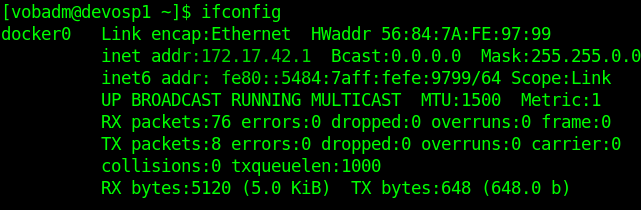 [vobadm@devosp1 ~]$ ifconfig
docker0   Link encap:Ethernet  HWaddr 56:84:7A:FE:97:99
          inet addr:172.17.42.1  Bcast:0.0.0.0  Mask:255.255.0.0
          inet6 addr: fe80::5484:7aff:fefe:9799/64 Scope:Link
          UP BROADCAST RUNNING MULTICAST  MTU:1500  Metric:1
          RX packets:76 errors:0 dropped:0 overruns:0 frame:0
          TX packets:8 errors:0 dropped:0 overruns:0 carrier:0
          collisions:0 txqueuelen:1000
          RX bytes:5120 (5.0 KiB)  TX bytes:648 (648.0 b)